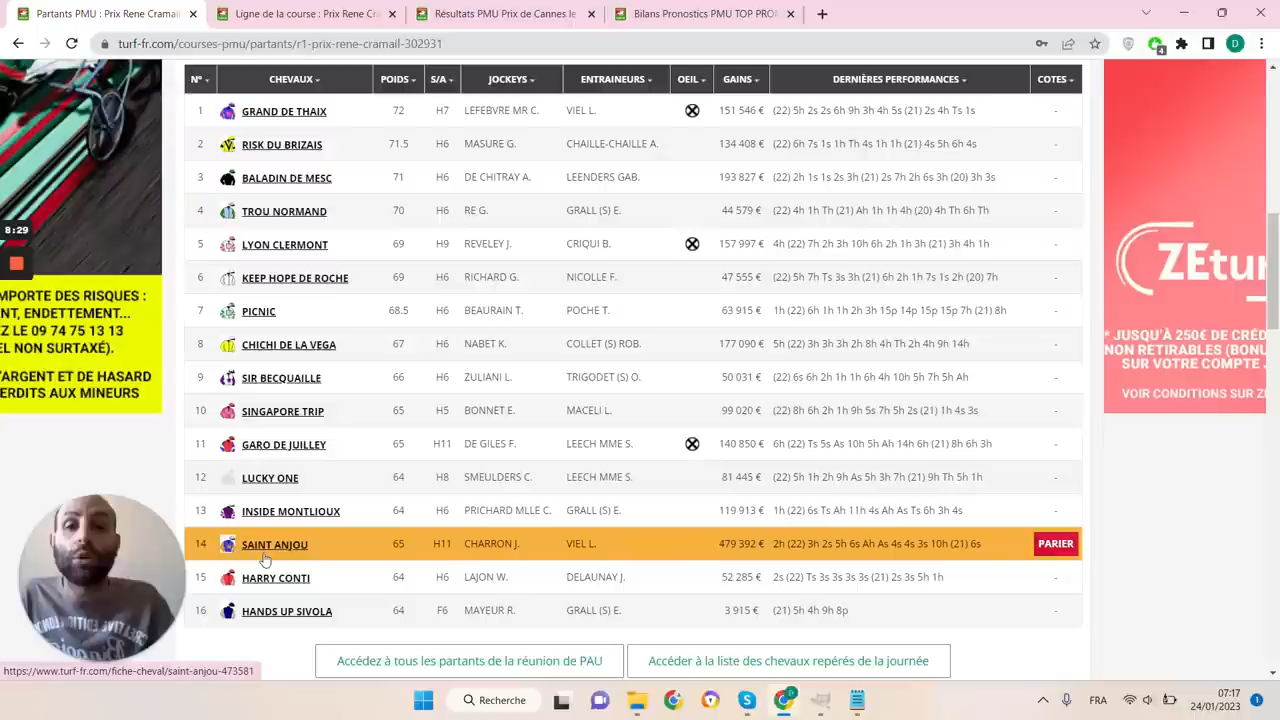 Partants du Prix René Cramail
Ligne de la Course - Tur
Résultats PMU Prix de Cannes le
Bilans Pronostics PMU PRO
D
turf-fr.com/courses-pmu/partants/r1-prix-rene-cramail-302931
4
D
N° CHEVAUX POIDS S/A JOCKEYS ENTRAINEURS OEIL GAINS DERNIÈRES PERFORMANCES COTES
1 GRAND DE THAIX 72 H7 LEFEBVRE MR C. VIEL L. 151 546 € (22) 5h 2s 2s 6h 9h 3h 4h 5s (21) 2s 4h Ts 1s -
2 RISK DU BRIZAIS 71.5 H6 MASURE G. CHAILLE-CHAILLE A. 134 408 € (22) 6h 7s 1s 1h Th 4s 1h 1h (21) 4s 5h 6h 4s -
3 BALADIN DE MESC 71 H6 DE CHITRAY A. LEENDERS GAB. 193 827 € (22) 2h 1s 1s 2s 3h (21) 2s 7h 2h 6s 3h (20) 3h 3s -
4 TROU NORMAND 70 H6 RE G. GRALL (S) E. 44 579 € (22) 4h 1h Th (21) Ah 1h 1h 4h (20) 4h Th 6h Th -
5 LYON CLERMONT 69 H9 REVELEY J. CRIQUI B. 157 997 € 4h (22) 7h 2h 3h 10h 6h 2h 1h 3h (21) 3h 4h 1h -
6 KEEP HOPE DE ROCHE 69 H6 RICHARD G. NICOLLE F. 47 555 € (22) 5h 7h Ts 3s 3h (21) 6h 2h 1h 7s 1s 2h (20) 7h -
7 PICNIC 68.5 H6 BEAURAIN T. POCHE T. 63 915 € 1h (22) 6h 1h 1h 2h 3h 15p 14p 15p 15p 7h (21) 8h -
8 CHICHI DE LA VEGA 67 H6 NABET K. COLLET (S) ROB. 177 090 € 5h (22) 3h 3h 3h 2h 8h 4h Th 2h 4h 9h 14h -
9 SIR BECQUAILLE 66 H6 ZULIANI L. TRIGODET (S) O. 50 031 € (22) 6s 6h 2h 1h 1h 6h 4h 10h 5h 7h 5h Ah -
10 SINGAPORE TRIP 65 H5 BONNET E. MACELI L. 99 020 € (22) 8h 6h 2h 1h 9h 5s 7h 5h 2s (21) 1h 4s 3s -
11 GARO DE JUILLEY 65 H11 DE GILES F. LEECH MME S. 140 850 € 6h (22) Ts 5s As 10h 5h Ah 14h 6h (21) 8h 6h 3h -
12 LUCKY ONE 64 H8 SMEULDERS C. LEECH MME S. 81 445 € (22) 5h 1h 2h 9h As 5h 3h 7h (21) 9h Th 5h 1h -
13 INSIDE MONTLIOUX 64 H6 PRICHARD MLLE C. GRALL (S) E. 119 913 € 1h (22) 6s Ts Ah 11h 4s Ah As Ts 6h 3h 4s -
14 SAINT ANJOU 65 H11 CHARRON J. VIEL L. 479 392 € 2h (22) 3h 2s 5h 6s Ah As 4s 4s 3s 10h (21) 6s PARIER
15 HARRY CONTI 64 H6 LAJON W. DELAUNAY J. 52 285 € 2s (22) Ts 3s 3s 3s 3s (21) 2s 3s 5h 1h -
16 HANDS UP SIVOLA 64 F6 MAYEUR R. GRALL (S) E. 3 915 € (21) 5h 4h 9h 8p -
8:29
MPORTE DES RISQUES :
NT, ENDETTEMENT...
Z LE 09 74 75 13 13
EL NON SURTAXÉ).
'ARGENT ET DE HASARD
ERDITS AUX MINEURS
ZEtur
* JUSQU'À 250€ DE CRÉD
NON RETIRABLES (BONU
SUR VOTRE COMPTE
VOIR CONDITIONS SUR ZE
Accédez à tous les partants de la réunion de PAU
Accéder à la liste des chevaux repérés de la journée
https://www.turf-fr.com/fiche-cheval/saint-anjou-473581
Recherche
FRA
07:17
24/01/2023